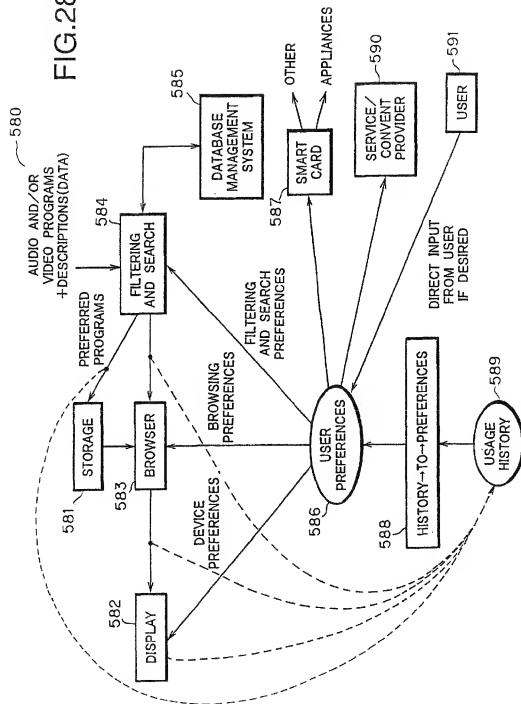 FIG.28
580
AUDIO AND/OR
VIDEO PROGRAMS
+DESCRIPTIONS(DATA)
584
FILTERING
AND SEARCH
585
DATABASE
MANAGEMENT
SYSTEM
PREFERRED
PROGRAMS
STORAGE
581
BROWSER
583
582
DISPLAY
DEVICE
PREFERENCES
BROWSING
PREFERENCES
FILTERING
AND SEARCH
PREFERENCES
OTHER
APPLIANCES
SMART
CARD
587
590
SERVICE/
CONVENT
PROVIDER
591
USER
DIRECT INPUT
FROM USER
IF DESIRED
USER
PREFERENCES
586
HISTORY→TO→PREFERENCES
588
USAGE
HISTORY
589